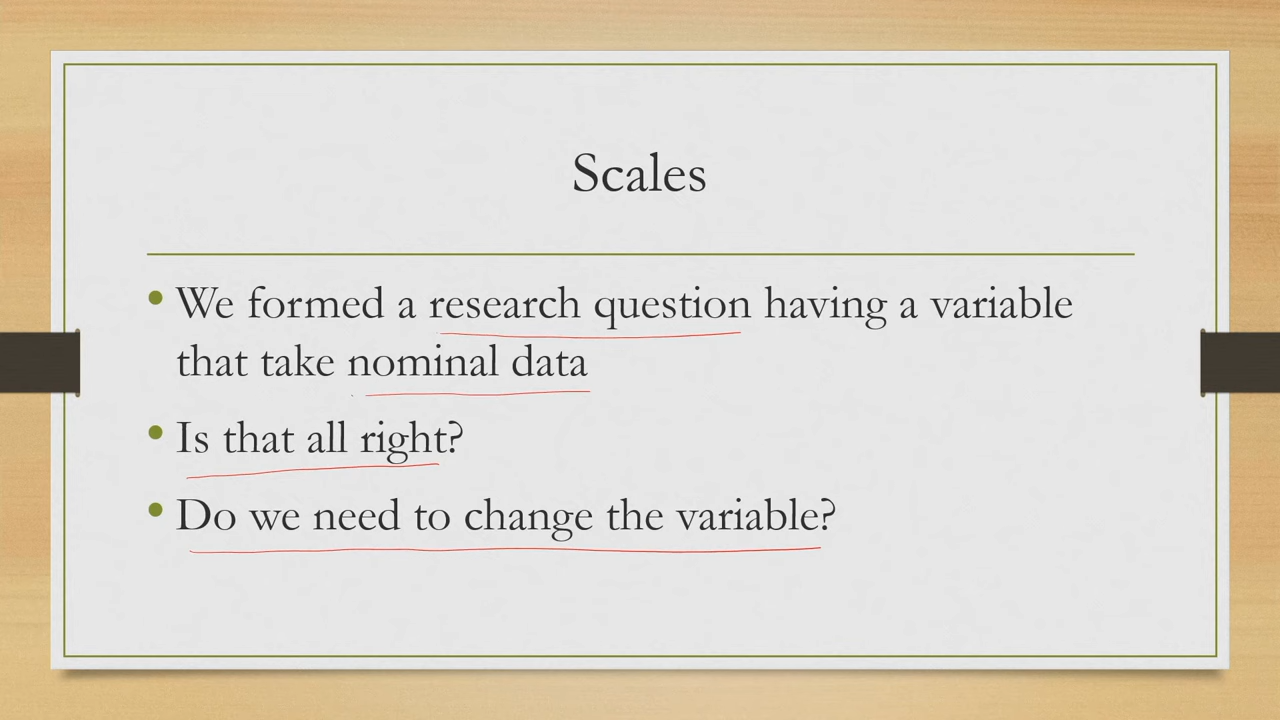 Scales
• We formed a research question having a variable
that take nominal data
• Is that all right?
• Do we need to change the variable?